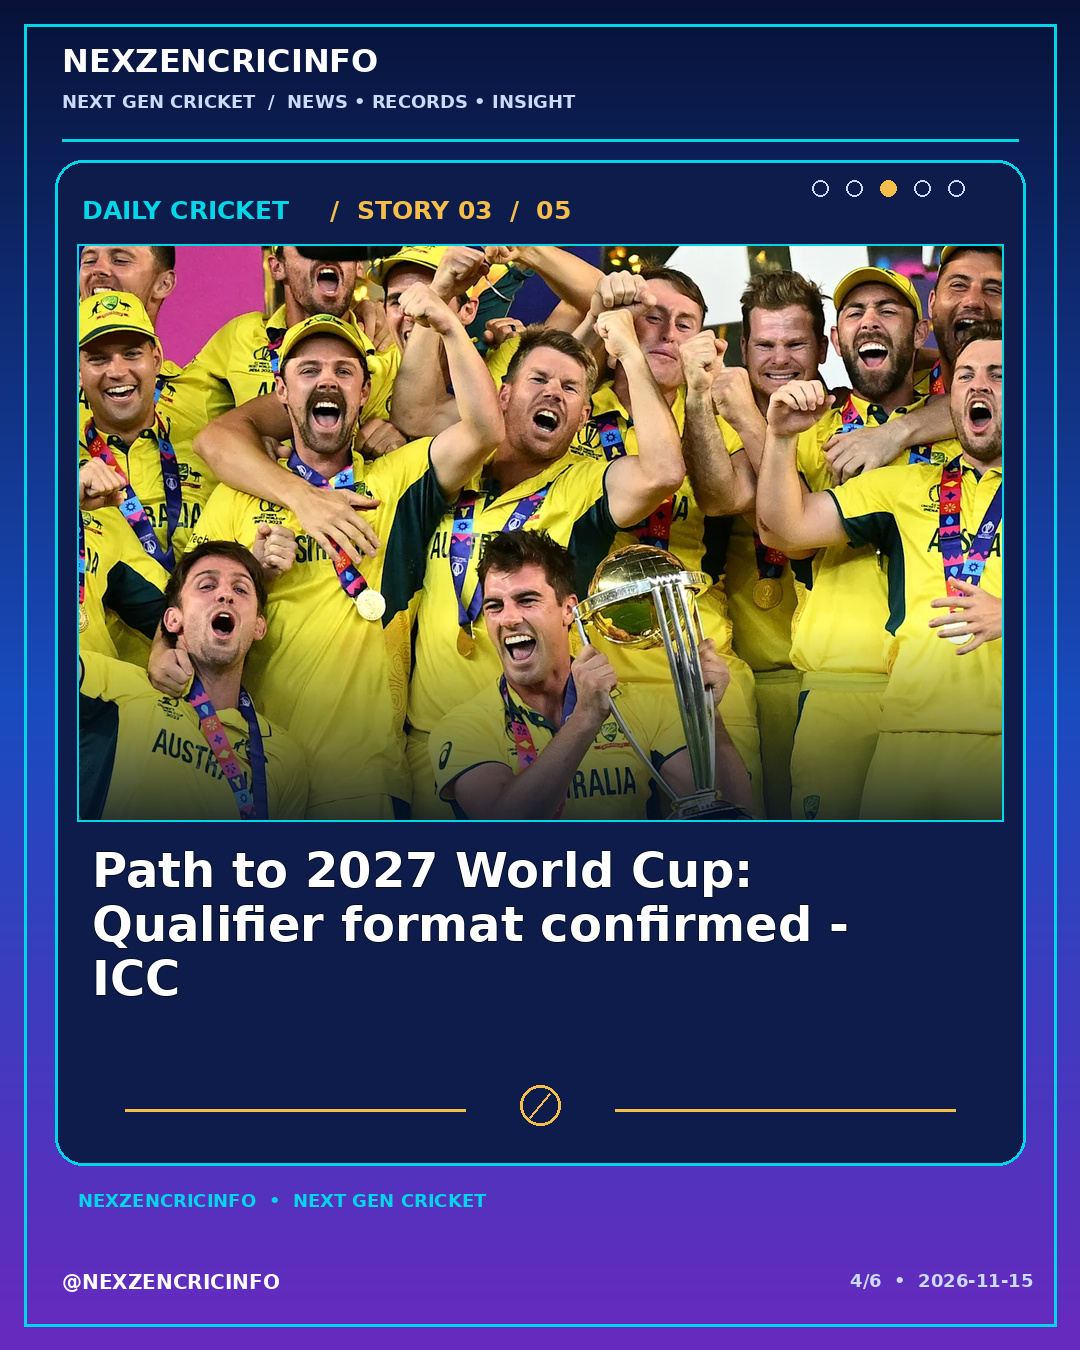 NEXZENCRICINFO
NEXT GEN CRICKET / NEWS • RECORDS • INSIGHT
DAILY CRICKET / STORY 03 / 05
AUSTRALIA
Path to 2027 World Cup:
Qualifier format confirmed -
ICC
NEXZENCRICINFO • NEXT GEN CRICKET
@NEXZENCRICINFO
4/6 • 2026-11-15